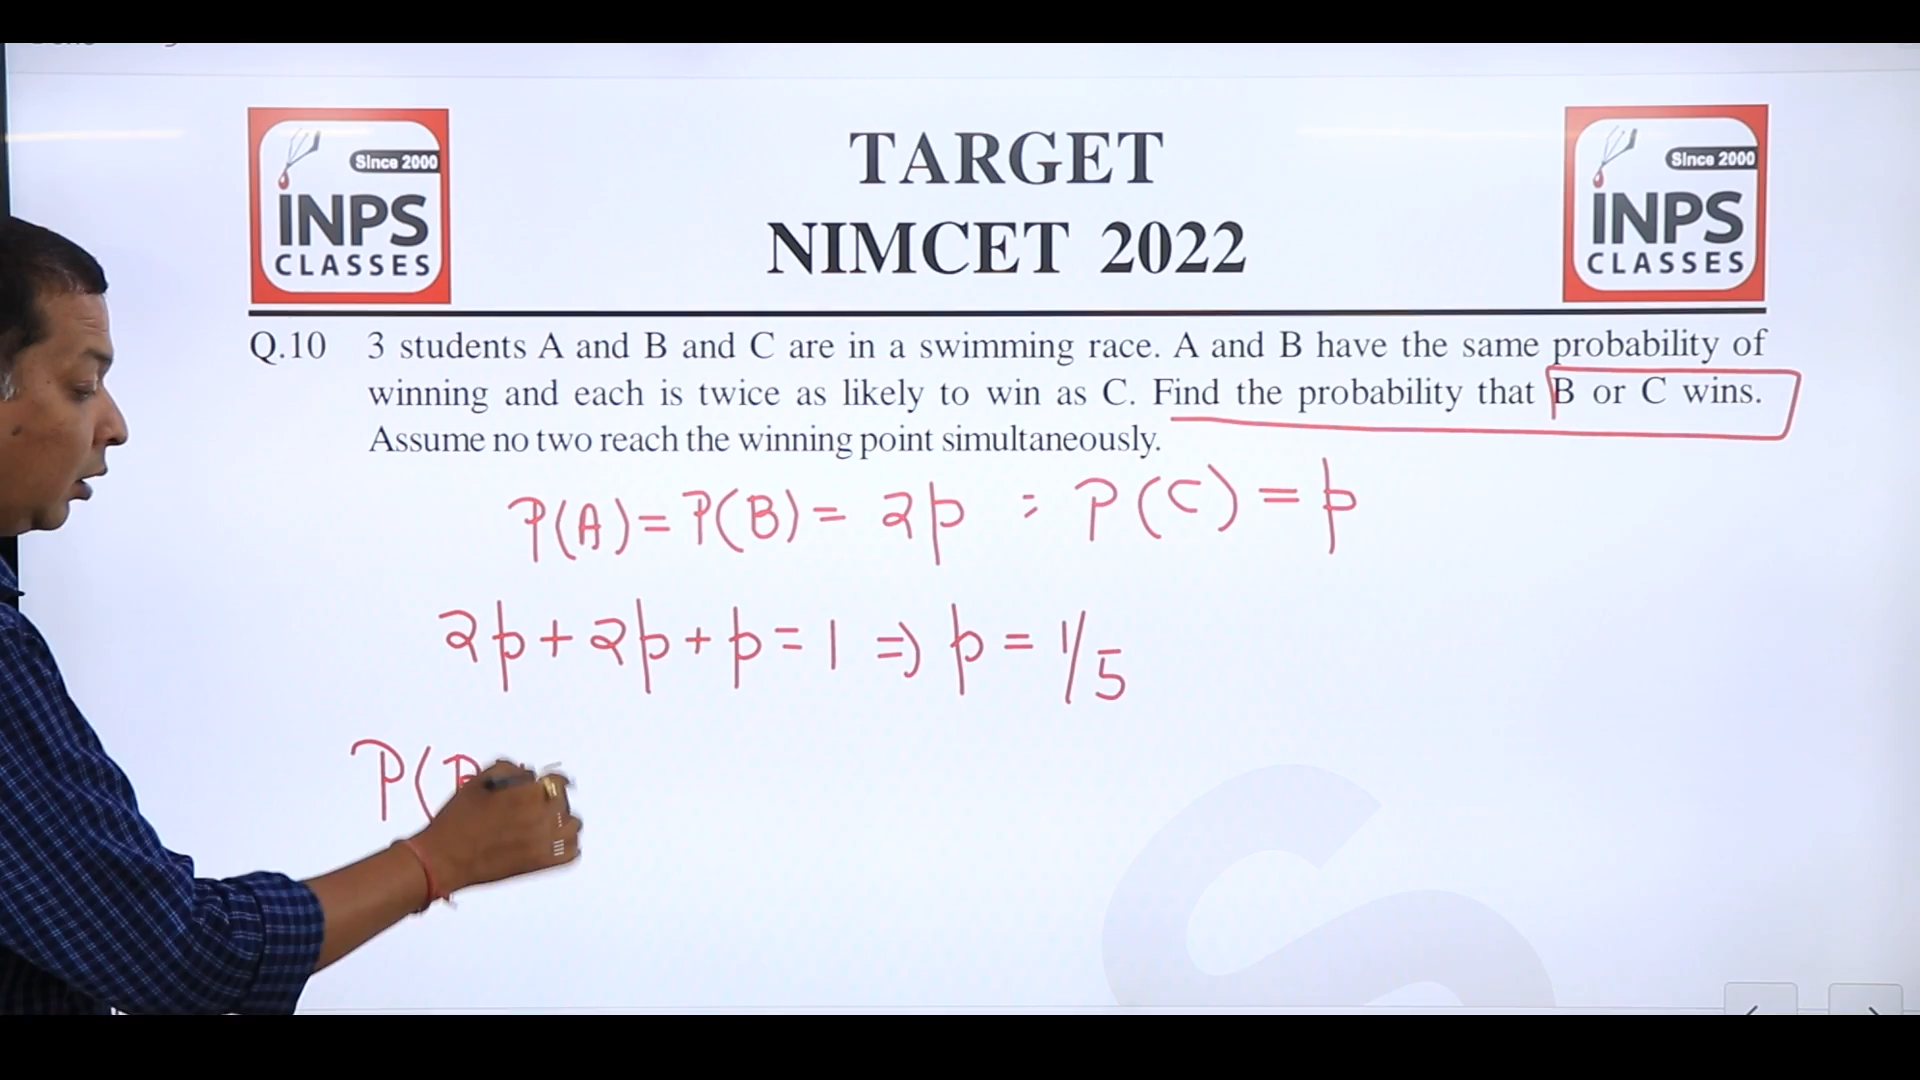 Since 2000
INPS
CLASSES
TARGET
NIMCET 2022
Since 2000
INPS
CLASSES
Q.10 3 students A and B and C are in a swimming race. A and B have the same probability of
winning and each is twice as likely to win as C. Find the probability that B or C wins.
Assume no two reach the winning point simultaneously.
P(A) = P(B) = 2p : P(C) = p
2p + 2p + p = 1 ⇒ p = 1/5
P(B